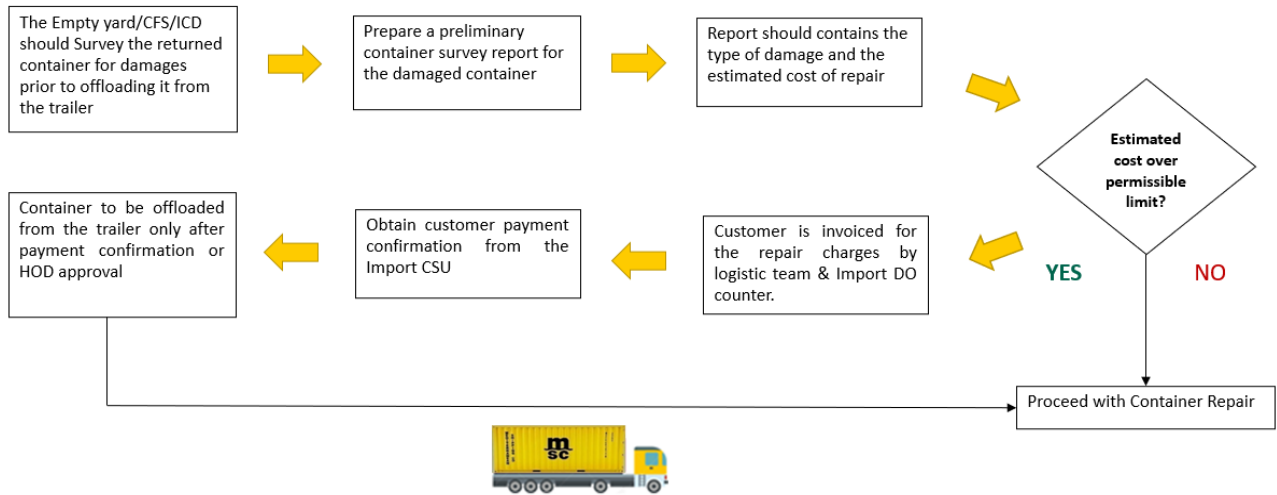 The Empty yard/CFS/ICD
should Survey the returned
container for damages
prior to offloading it from
the trailer
Prepare a preliminary
container survey report for
the damaged container
Report should contains the
type of damage and the
estimated cost of repair
Estimated
cost over
permissible
limit?
YES
NO
Customer is invoiced for
the repair charges by
logistic team & Import DO
counter.
Obtain customer payment
confirmation from the
Import CSU
Container to be offloaded
from the trailer only after
payment confirmation or
HOD approval
Proceed with Container Repair
m
sc